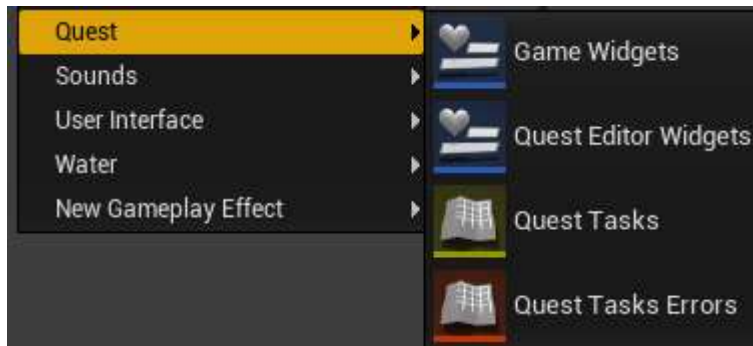 Quest
Sounds
User Interface
Water
New Gameplay Effect
Game Widgets
Quest Editor Widgets
Quest Tasks
Quest Tasks Errors